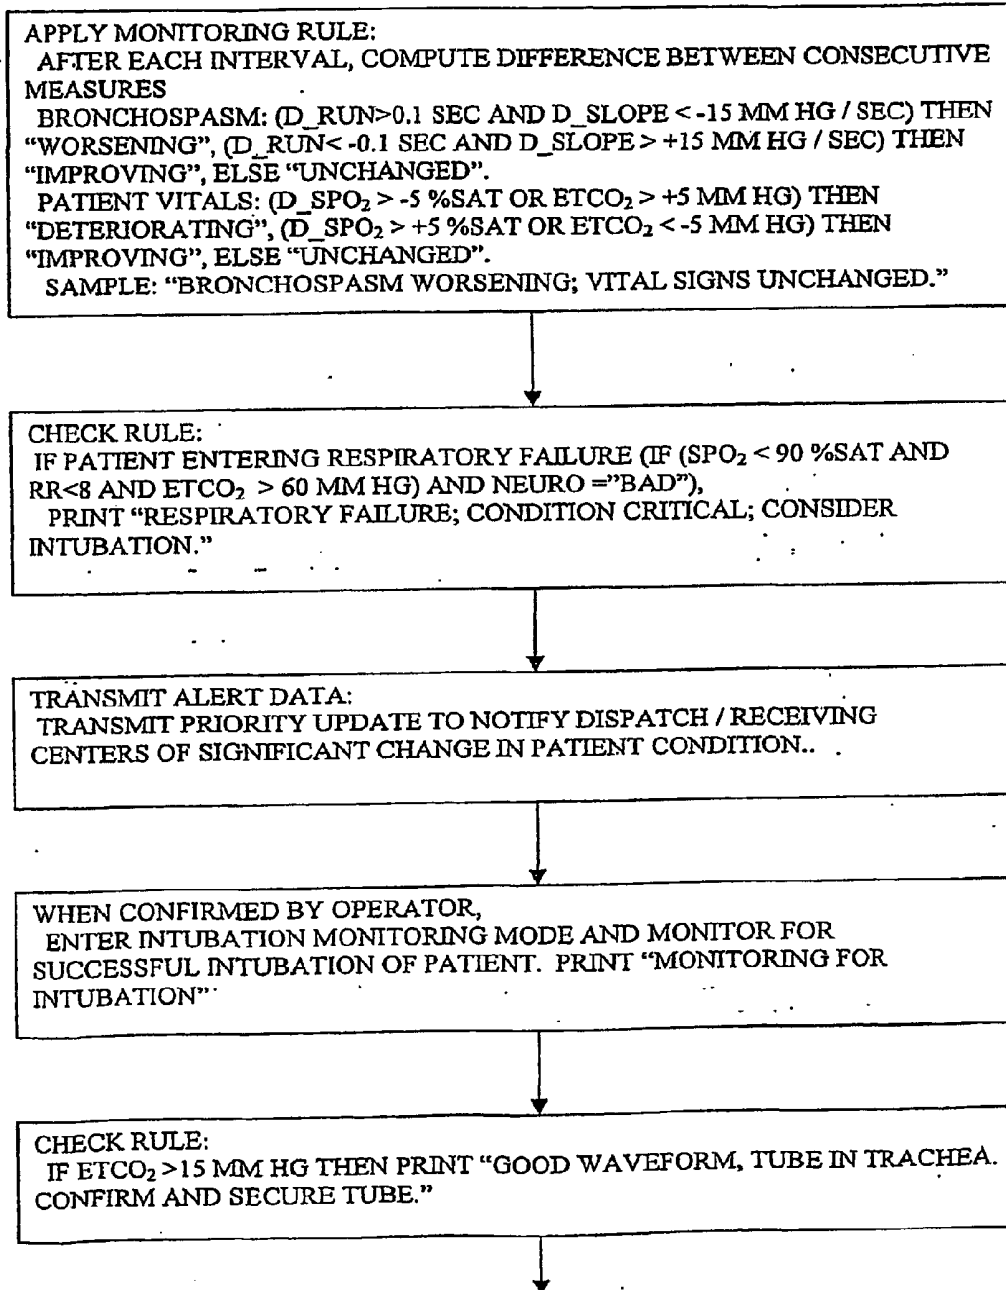 APPLY MONITORING RULE:
AFTER EACH INTERVAL, COMPUTE DIFFERENCE BETWEEN CONSECUTIVE
MEASURES
BRONCHOSPASM: (D_RUN>0.1 SEC AND D_SLOPE < -15 MM HG / SEC) THEN
“WORSENING”, (D_RUN< -0.1 SEC AND D_SLOPE > +15 MM HG / SEC) THEN
“IMPROVING”, ELSE “UNCHANGED”.
PATIENT VITALS: (D_SPO₂ > -5 %SAT OR ETCO₂ > +5 MM HG) THEN
“DETERIORATING”, (D_SPO₂ > +5 %SAT OR ETCO₂ < -5 MM HG) THEN
“IMPROVING”, ELSE “UNCHANGED”.
SAMPLE: “BRONCHOSPASM WORSENING; VITAL SIGNS UNCHANGED.”
CHECK RULE:
IF PATIENT ENTERING RESPIRATORY FAILURE (IF (SPO₂ < 90 %SAT AND
RR<8 AND ETCO₂ > 60 MM HG) AND NEURO =”BAD”),
PRINT “RESPIRATORY FAILURE; CONDITION CRITICAL; CONSIDER
INTUBATION.”
TRANSMIT ALERT DATA:
TRANSMIT PRIORITY UPDATE TO NOTIFY DISPATCH / RECEIVING
CENTERS OF SIGNIFICANT CHANGE IN PATIENT CONDITION..
WHEN CONFIRMED BY OPERATOR,
ENTER INTUBATION MONITORING MODE AND MONITOR FOR
SUCCESSFUL INTUBATION OF PATIENT. PRINT “MONITORING FOR
INTUBATION”
CHECK RULE:
IF ETCO₂ >15 MM HG THEN PRINT “GOOD WAVEFORM, TUBE IN TRACHEA.
CONFIRM AND SECURE TUBE.”